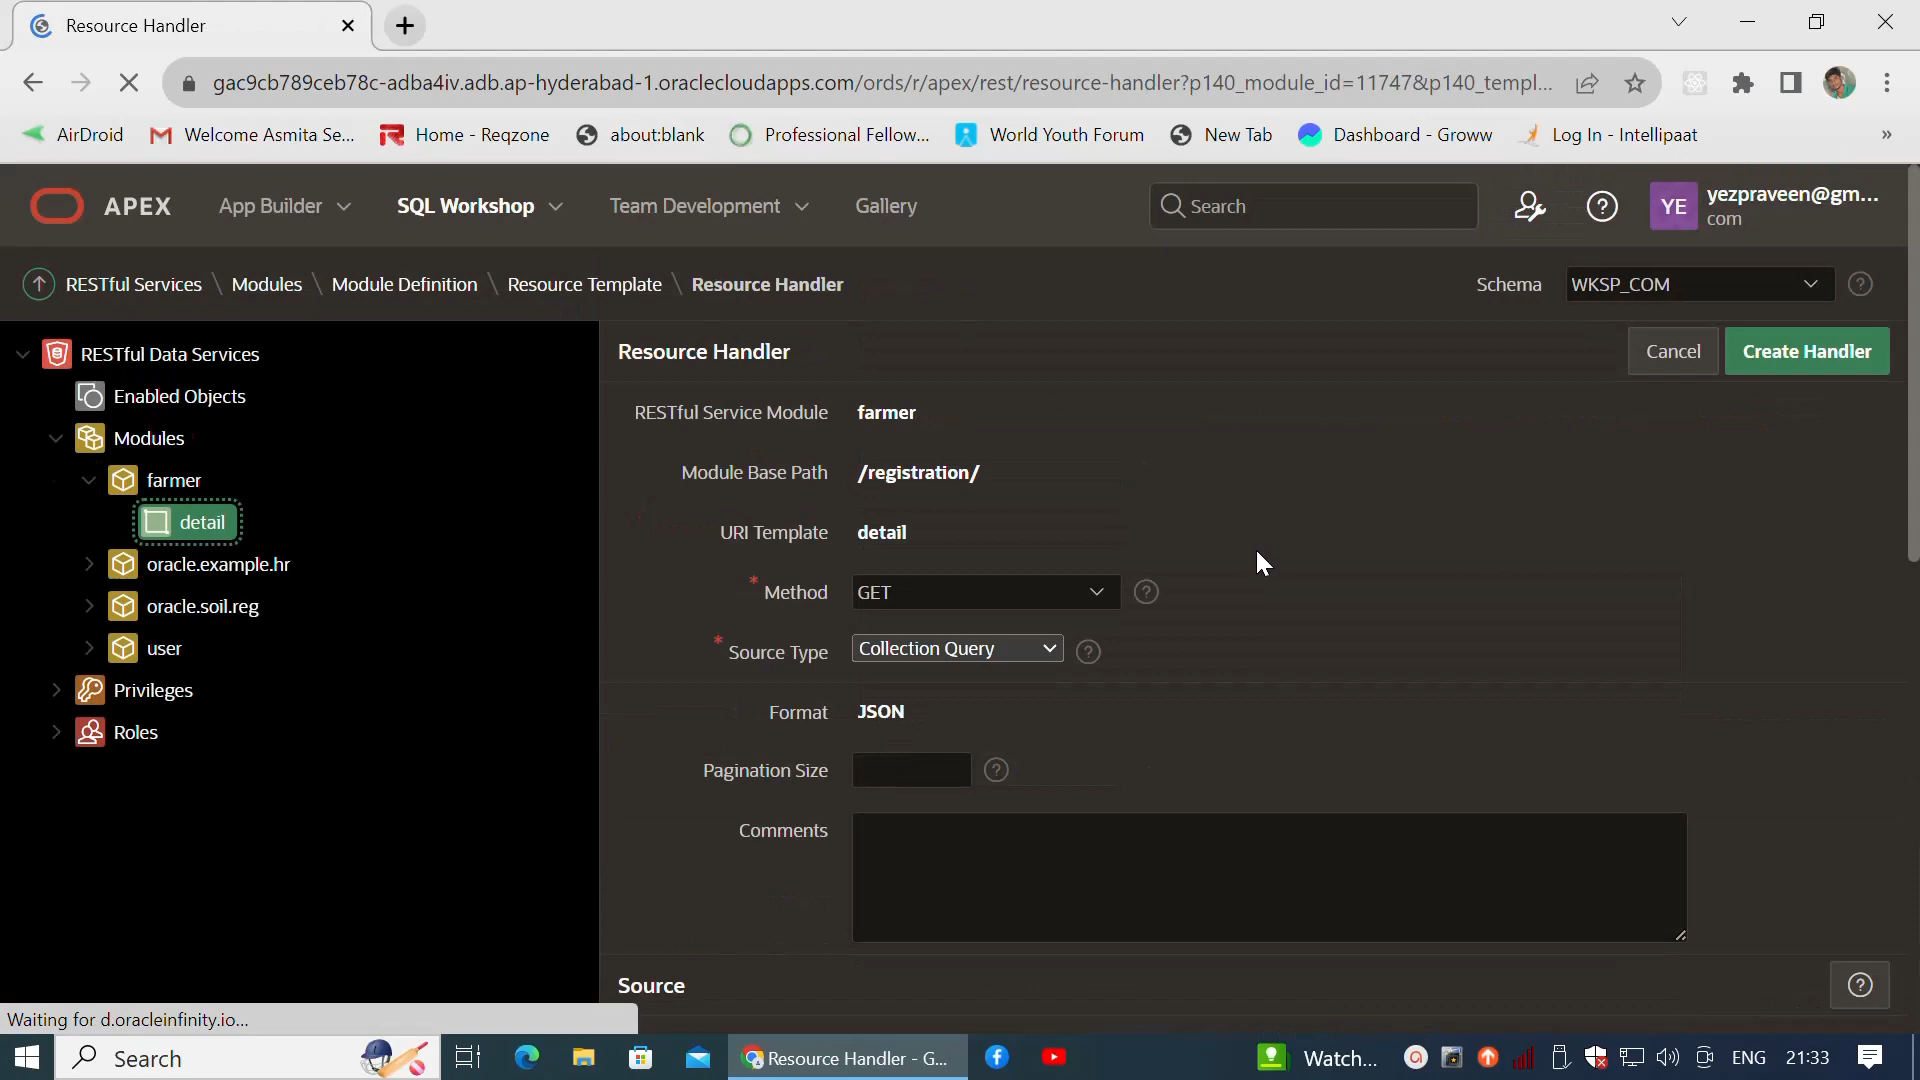 Resource Handler
gac9cb789ceb78c-adba4iv.adb.ap-hyderabad-1.oraclecloudapps.com/ords/r/apex/rest/resource-handler?p140_module_id=11747&p140_templ...
AirDroid Welcome Asmita Se... Home - Reqzone about:blank Professional Fellow... World Youth Forum New Tab Dashboard - Groww Log In - Intellipaat »
APEX App Builder SQL Workshop Team Development Gallery Search ? YE yezpraveen@gm...
com
RESTful Services \ Modules \ Module Definition \ Resource Template \ Resource Handler Schema WKSP_COM ?
RESTful Data Services
Enabled Objects
Modules
farmer
detail
oracle.example.hr
oracle.soil.reg
user
Privileges
Roles
Resource Handler Cancel Create Handler
RESTful Service Module farmer
Module Base Path /registration/
URI Template detail
* Method GET ?
* Source Type Collection Query ?
Format JSON
Pagination Size ?
Comments
Source ?
Waiting for d.oracleinfinity.io...
Search Resource Handler - G... Watch... ENG 21:33